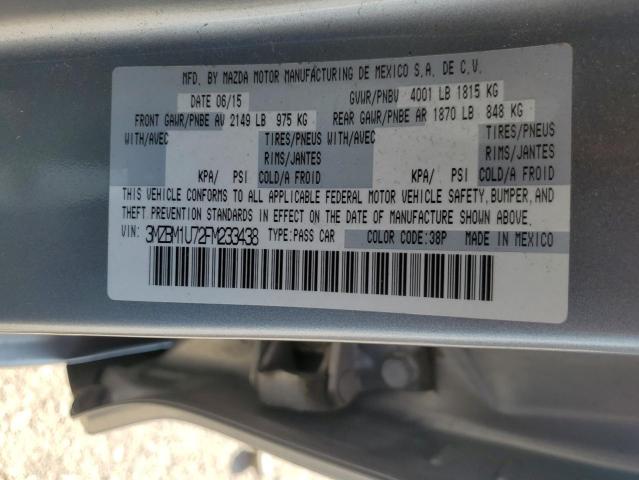 MFD. BY MAZDA MOTOR MANUFACTURING DE MEXICO S.A. DE C.V.
DATE 06/15 GVWR/PNBV 4001 LB 1815 KG
FRONT GAWR/PNBE AV 2149 LB 975 KG REAR GAWR/PNBE AR 1870 LB 848 KG
WITH/AVEC TIRES/PNEUS WITH/AVEC TIRES/PNEUS
RIMS/JANTES RIMS/JANTES
KPA/ PSI COLD/A FROID KPA/ PSI COLD/A FROID
THIS VEHICLE CONFORMS TO ALL APPLICABLE FEDERAL MOTOR VEHICLE SAFETY, BUMPER, AND
THEFT PREVENTION STANDARDS IN EFFECT ON THE DATE OF MANUFACTURE SHOWN ABOVE.
VIN: 3MZBM1U72FM233438 TYPE:PASS CAR COLOR CODE:38P MADE IN MEXICO